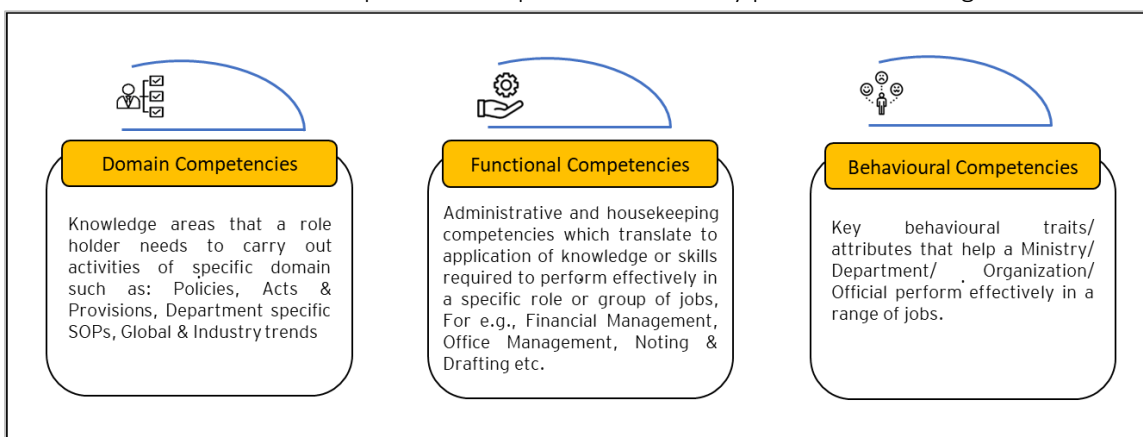 Domain Competencies
Knowledge areas that a role
holder needs to carry out
activities of specific domain
such as: Policies, Acts &
Provisions, Department specific
SOPs, Global & Industry trends
Functional Competencies
Administrative and housekeeping
competencies which translate to
application of knowledge or skills
required to perform effectively in
a specific role or group of jobs,
For e.g., Financial Management,
Office Management, Noting &
Drafting etc.
Behavioural Competencies
Key behavioural traits/
attributes that help a Ministry/
Department/ Organization/
Official perform effectively in a
range of jobs.